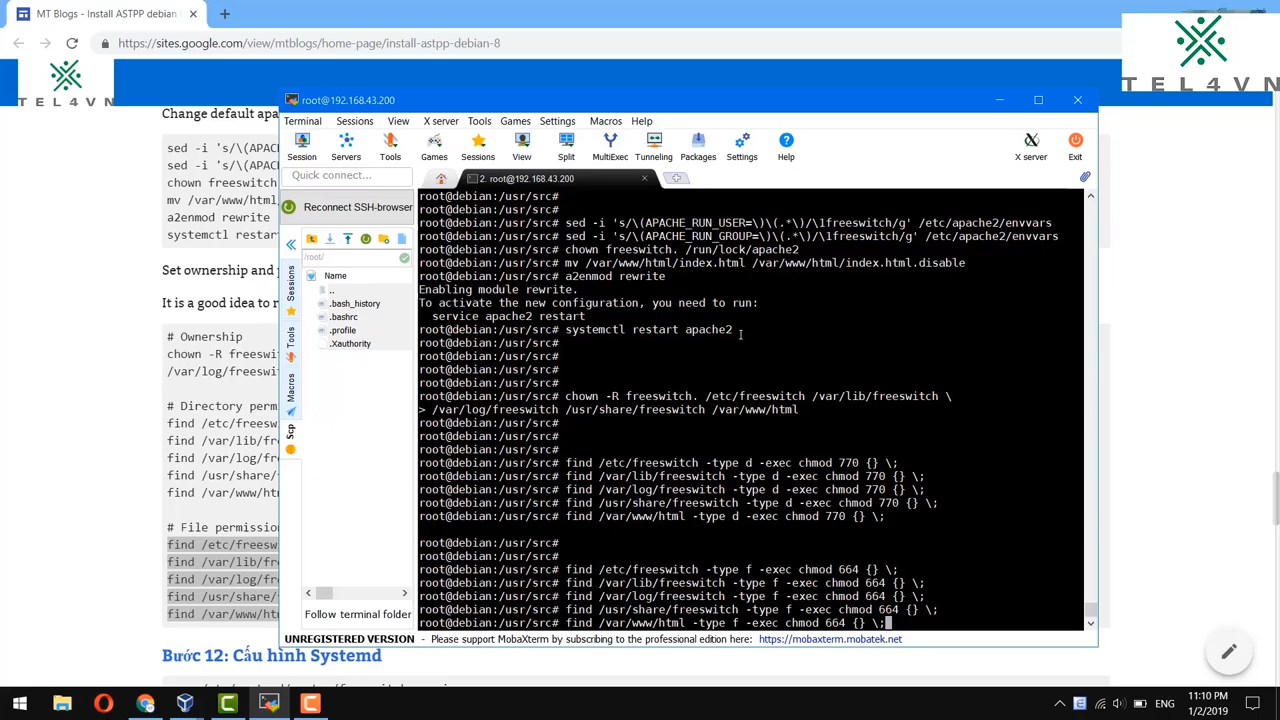 MT Blogs - Install ASTPP debian
https://sites.google.com/view/mtblogs/home-page/install-astpp-debian-8
TEL4VN
TEL4VN
Change default apa
sed -i 's/\(APAC
sed -i 's/\(APAC
chown freeswitch
mv /var/www/html
a2enmod rewrite
systemctl restar
Set ownership and p
It is a good idea to r
# Ownership
chown -R freesw
/var/log/freeswit
# Directory perm
find /etc/freesw
find /var/lib/fre
find /var/log/fre
find /usr/share/f
find /var/www/ht
# File permission
find /etc/freesw
find /var/lib/fre
find /var/log/fre
find /usr/share/
find /var/www/ht
Bước 12: Cấu hình Systemd
root@192.168.43.200
Terminal Sessions View X server Tools Games Settings Macros Help
Session Servers Tools Games Sessions View Split MultiExec Tunneling Packages Settings Help X server Exit
Quick connect...
2. root@192.168.43.200
Reconnect SSH-browser
/root/
Name
..
.bash_history
.bashrc
.profile
.Xauthority
Sessions
Tools
Macros
Scp
Follow terminal folder
root@debian:/usr/src#
root@debian:/usr/src#
root@debian:/usr/src# sed -i 's/\(APACHE_RUN_USER=\)\(.*\)/\1freeswitch/g' /etc/apache2/envvars
root@debian:/usr/src# sed -i 's/\(APACHE_RUN_GROUP=\)\(.*\)/\1freeswitch/g' /etc/apache2/envvars
root@debian:/usr/src# chown freeswitch. /run/lock/apache2
root@debian:/usr/src# mv /var/www/html/index.html /var/www/html/index.html.disable
root@debian:/usr/src# a2enmod rewrite
Enabling module rewrite.
To activate the new configuration, you need to run:
service apache2 restart
root@debian:/usr/src# systemctl restart apache2
root@debian:/usr/src#
root@debian:/usr/src#
root@debian:/usr/src#
root@debian:/usr/src#
root@debian:/usr/src# chown -R freeswitch. /etc/freeswitch /var/lib/freeswitch \
> /var/log/freeswitch /usr/share/freeswitch /var/www/html
root@debian:/usr/src#
root@debian:/usr/src#
root@debian:/usr/src#
root@debian:/usr/src# find /etc/freeswitch -type d -exec chmod 770 {} \;
root@debian:/usr/src# find /var/lib/freeswitch -type d -exec chmod 770 {} \;
root@debian:/usr/src# find /var/log/freeswitch -type d -exec chmod 770 {} \;
root@debian:/usr/src# find /usr/share/freeswitch -type d -exec chmod 770 {} \;
root@debian:/usr/src# find /var/www/html -type d -exec chmod 770 {} \;
root@debian:/usr/src#
root@debian:/usr/src#
root@debian:/usr/src# find /etc/freeswitch -type f -exec chmod 664 {} \;
root@debian:/usr/src# find /var/lib/freeswitch -type f -exec chmod 664 {} \;
root@debian:/usr/src# find /var/log/freeswitch -type f -exec chmod 664 {} \;
root@debian:/usr/src# find /usr/share/freeswitch -type f -exec chmod 664 {} \;
root@debian:/usr/src# find /var/www/html -type f -exec chmod 664 {} \;
UNREGISTERED VERSION - Please support MobaXterm by subscribing to the professional edition here: https://mobaxterm.mobatek.net
ENG
11:10 PM
1/2/2019